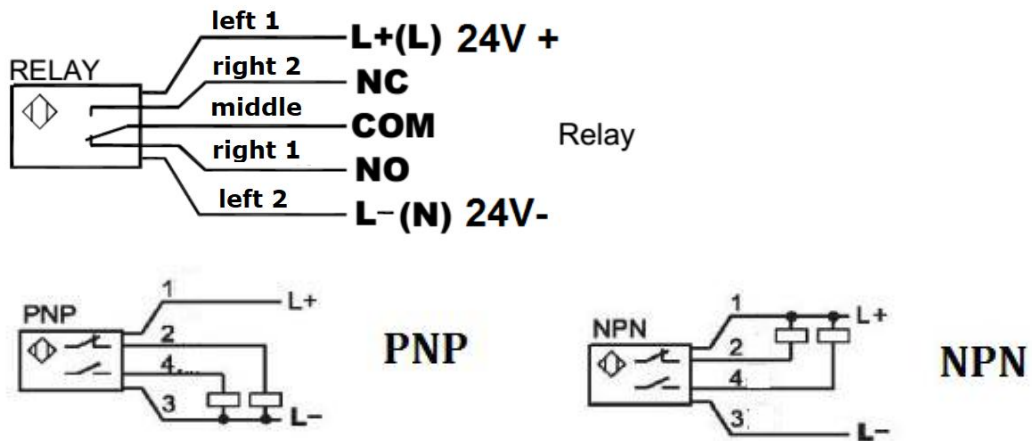 left 1
L+(L) 24V +
RELAY
right 2
NC
middle
COM
Relay
right 1
NO
left 2
L−(N) 24V-
PNP
1
L+
2
4....
3
L−
PNP
NPN
1
L+
2
4
3
L−
NPN